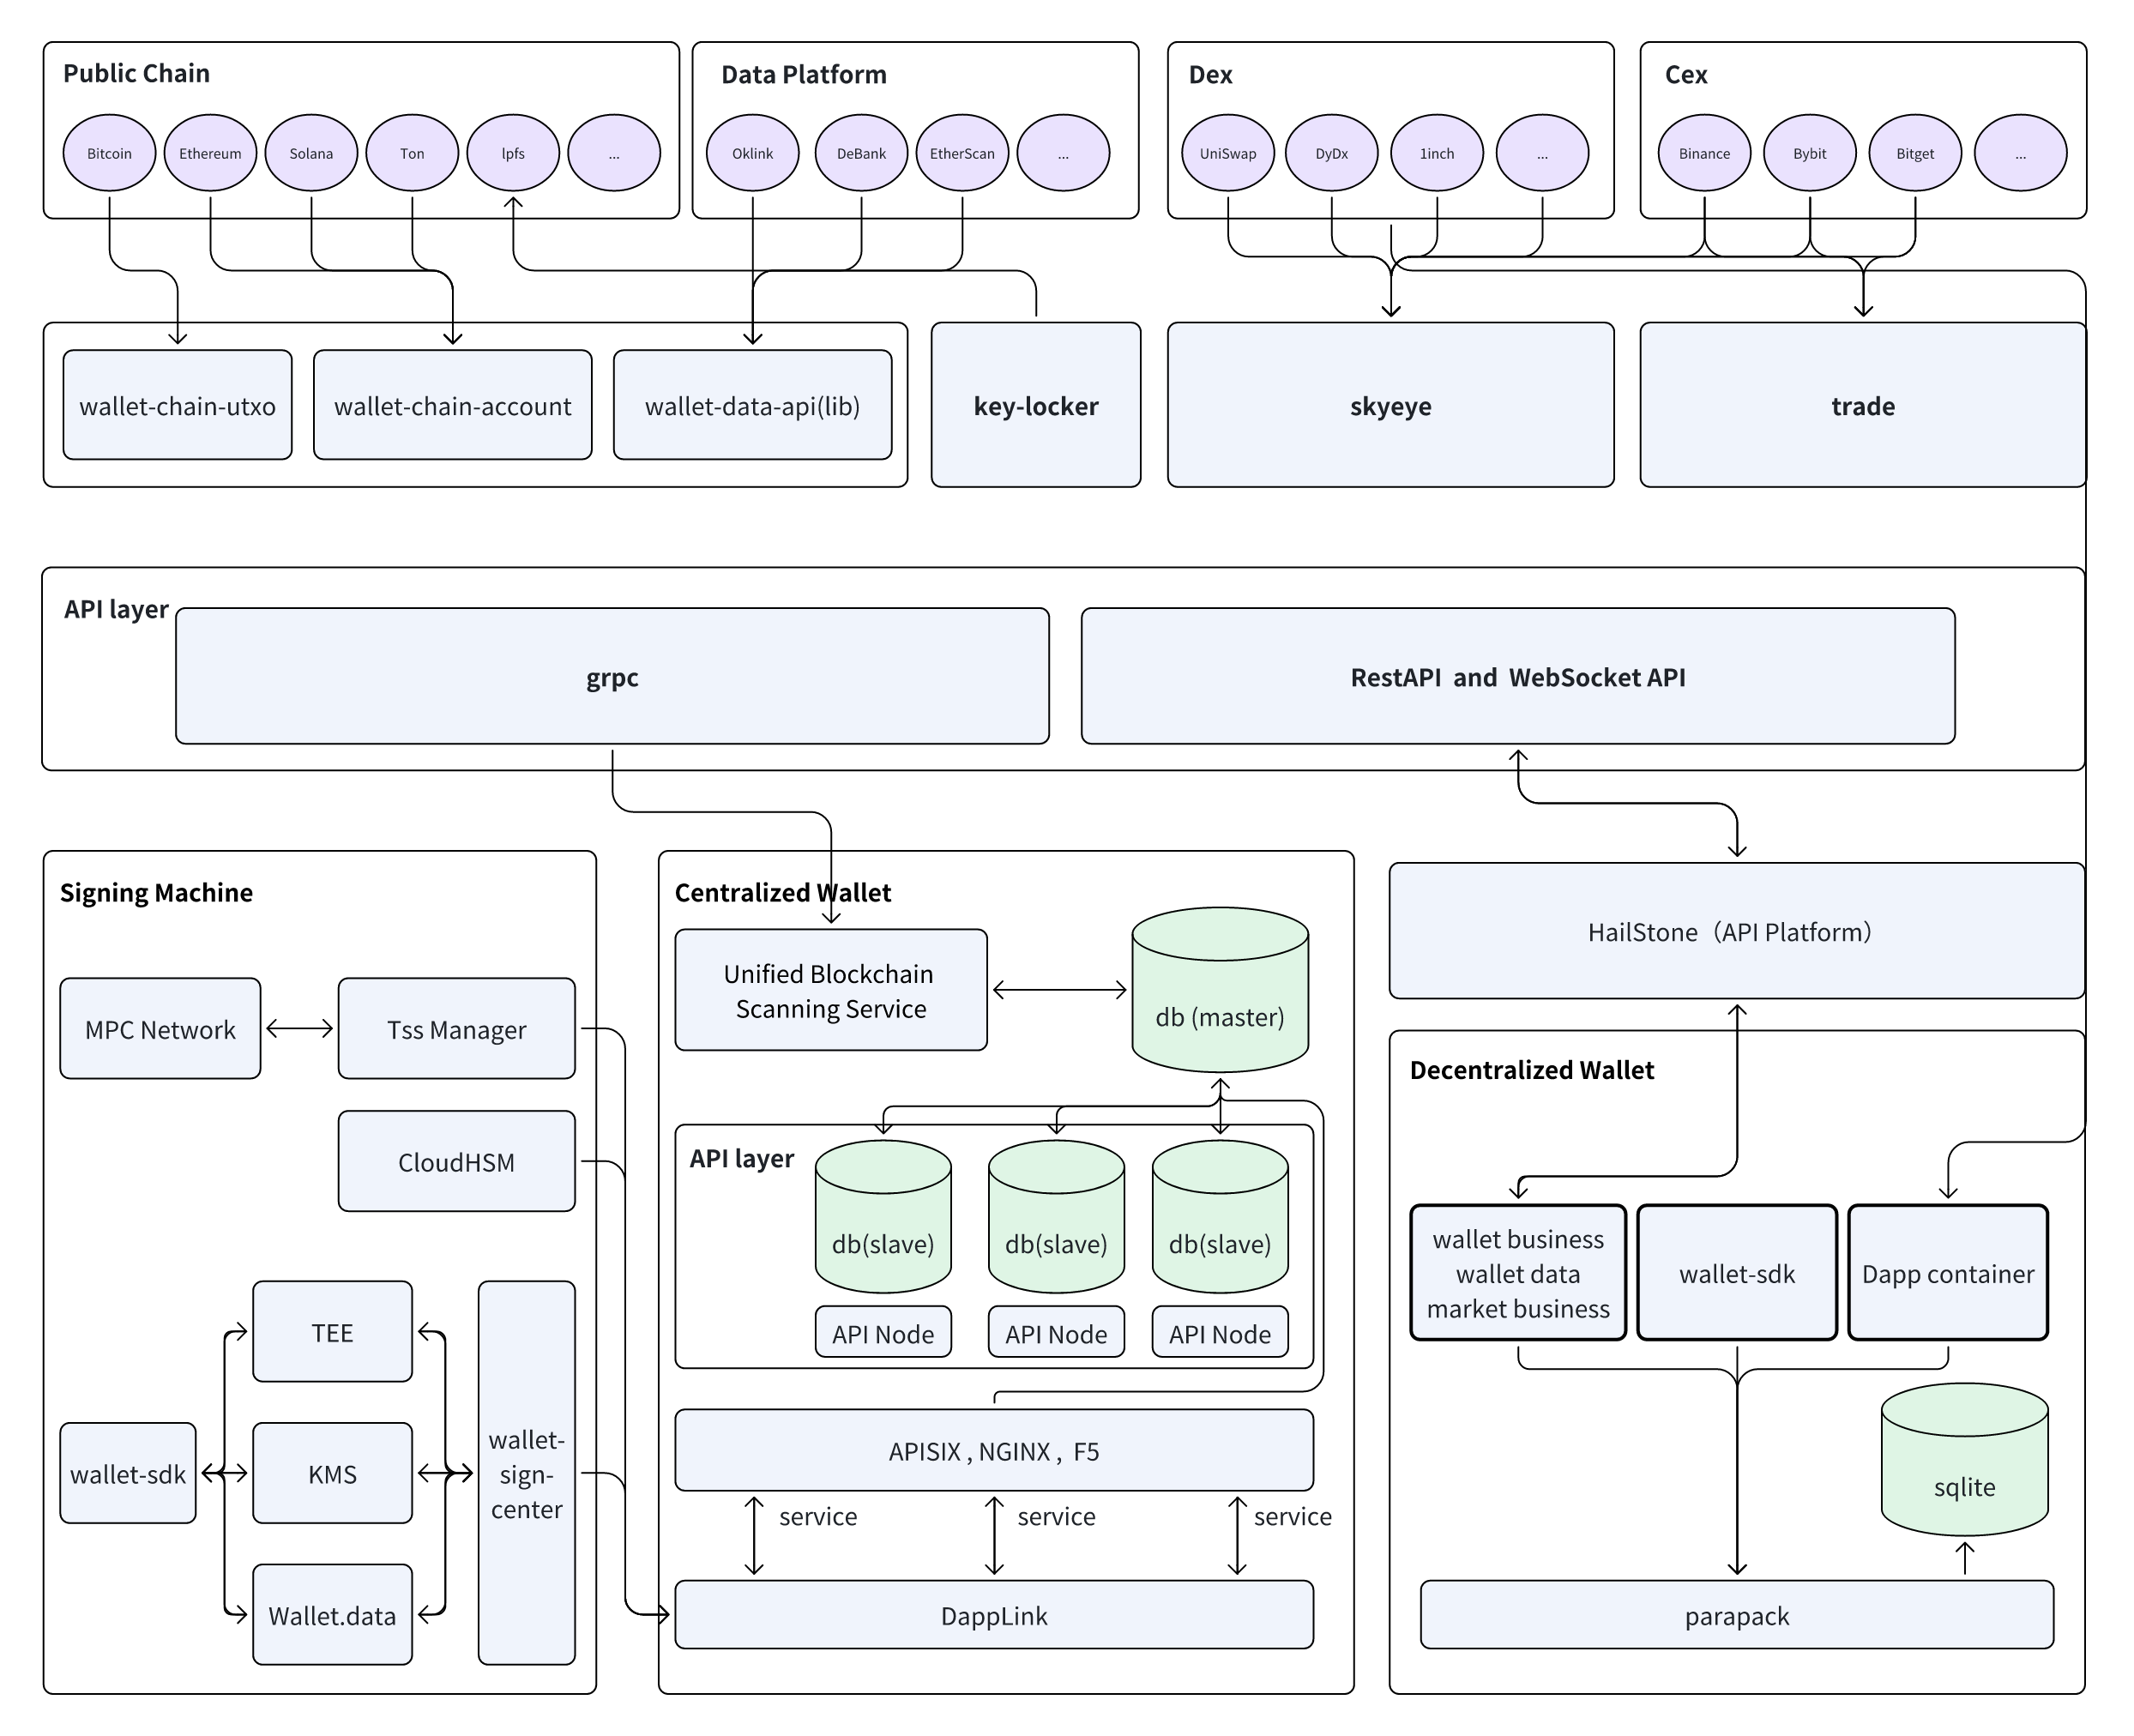 Public Chain
Bitcoin
Ethereum
Solana
Ton
lpfs
...
Data Platform
Oklink
DeBank
EtherScan
...
Dex
UniSwap
DyDx
1inch
...
Cex
Binance
Bybit
Bitget
...
wallet-chain-utxo
wallet-chain-account
wallet-data-api(lib)
key-locker
skyeye
trade
API layer
grpc
RestAPI and WebSocket API
Signing Machine
MPC Network
Tss Manager
CloudHSM
TEE
wallet-sdk
KMS
wallet-
sign-
center
Wallet.data
Centralized Wallet
Unified Blockchain
Scanning Service
db (master)
API layer
db(slave)
db(slave)
db(slave)
API Node
API Node
API Node
APISIX , NGINX , F5
service
service
service
DappLink
HailStone（API Platform）
Decentralized Wallet
wallet business
wallet data
market business
wallet-sdk
Dapp container
sqlite
parapack